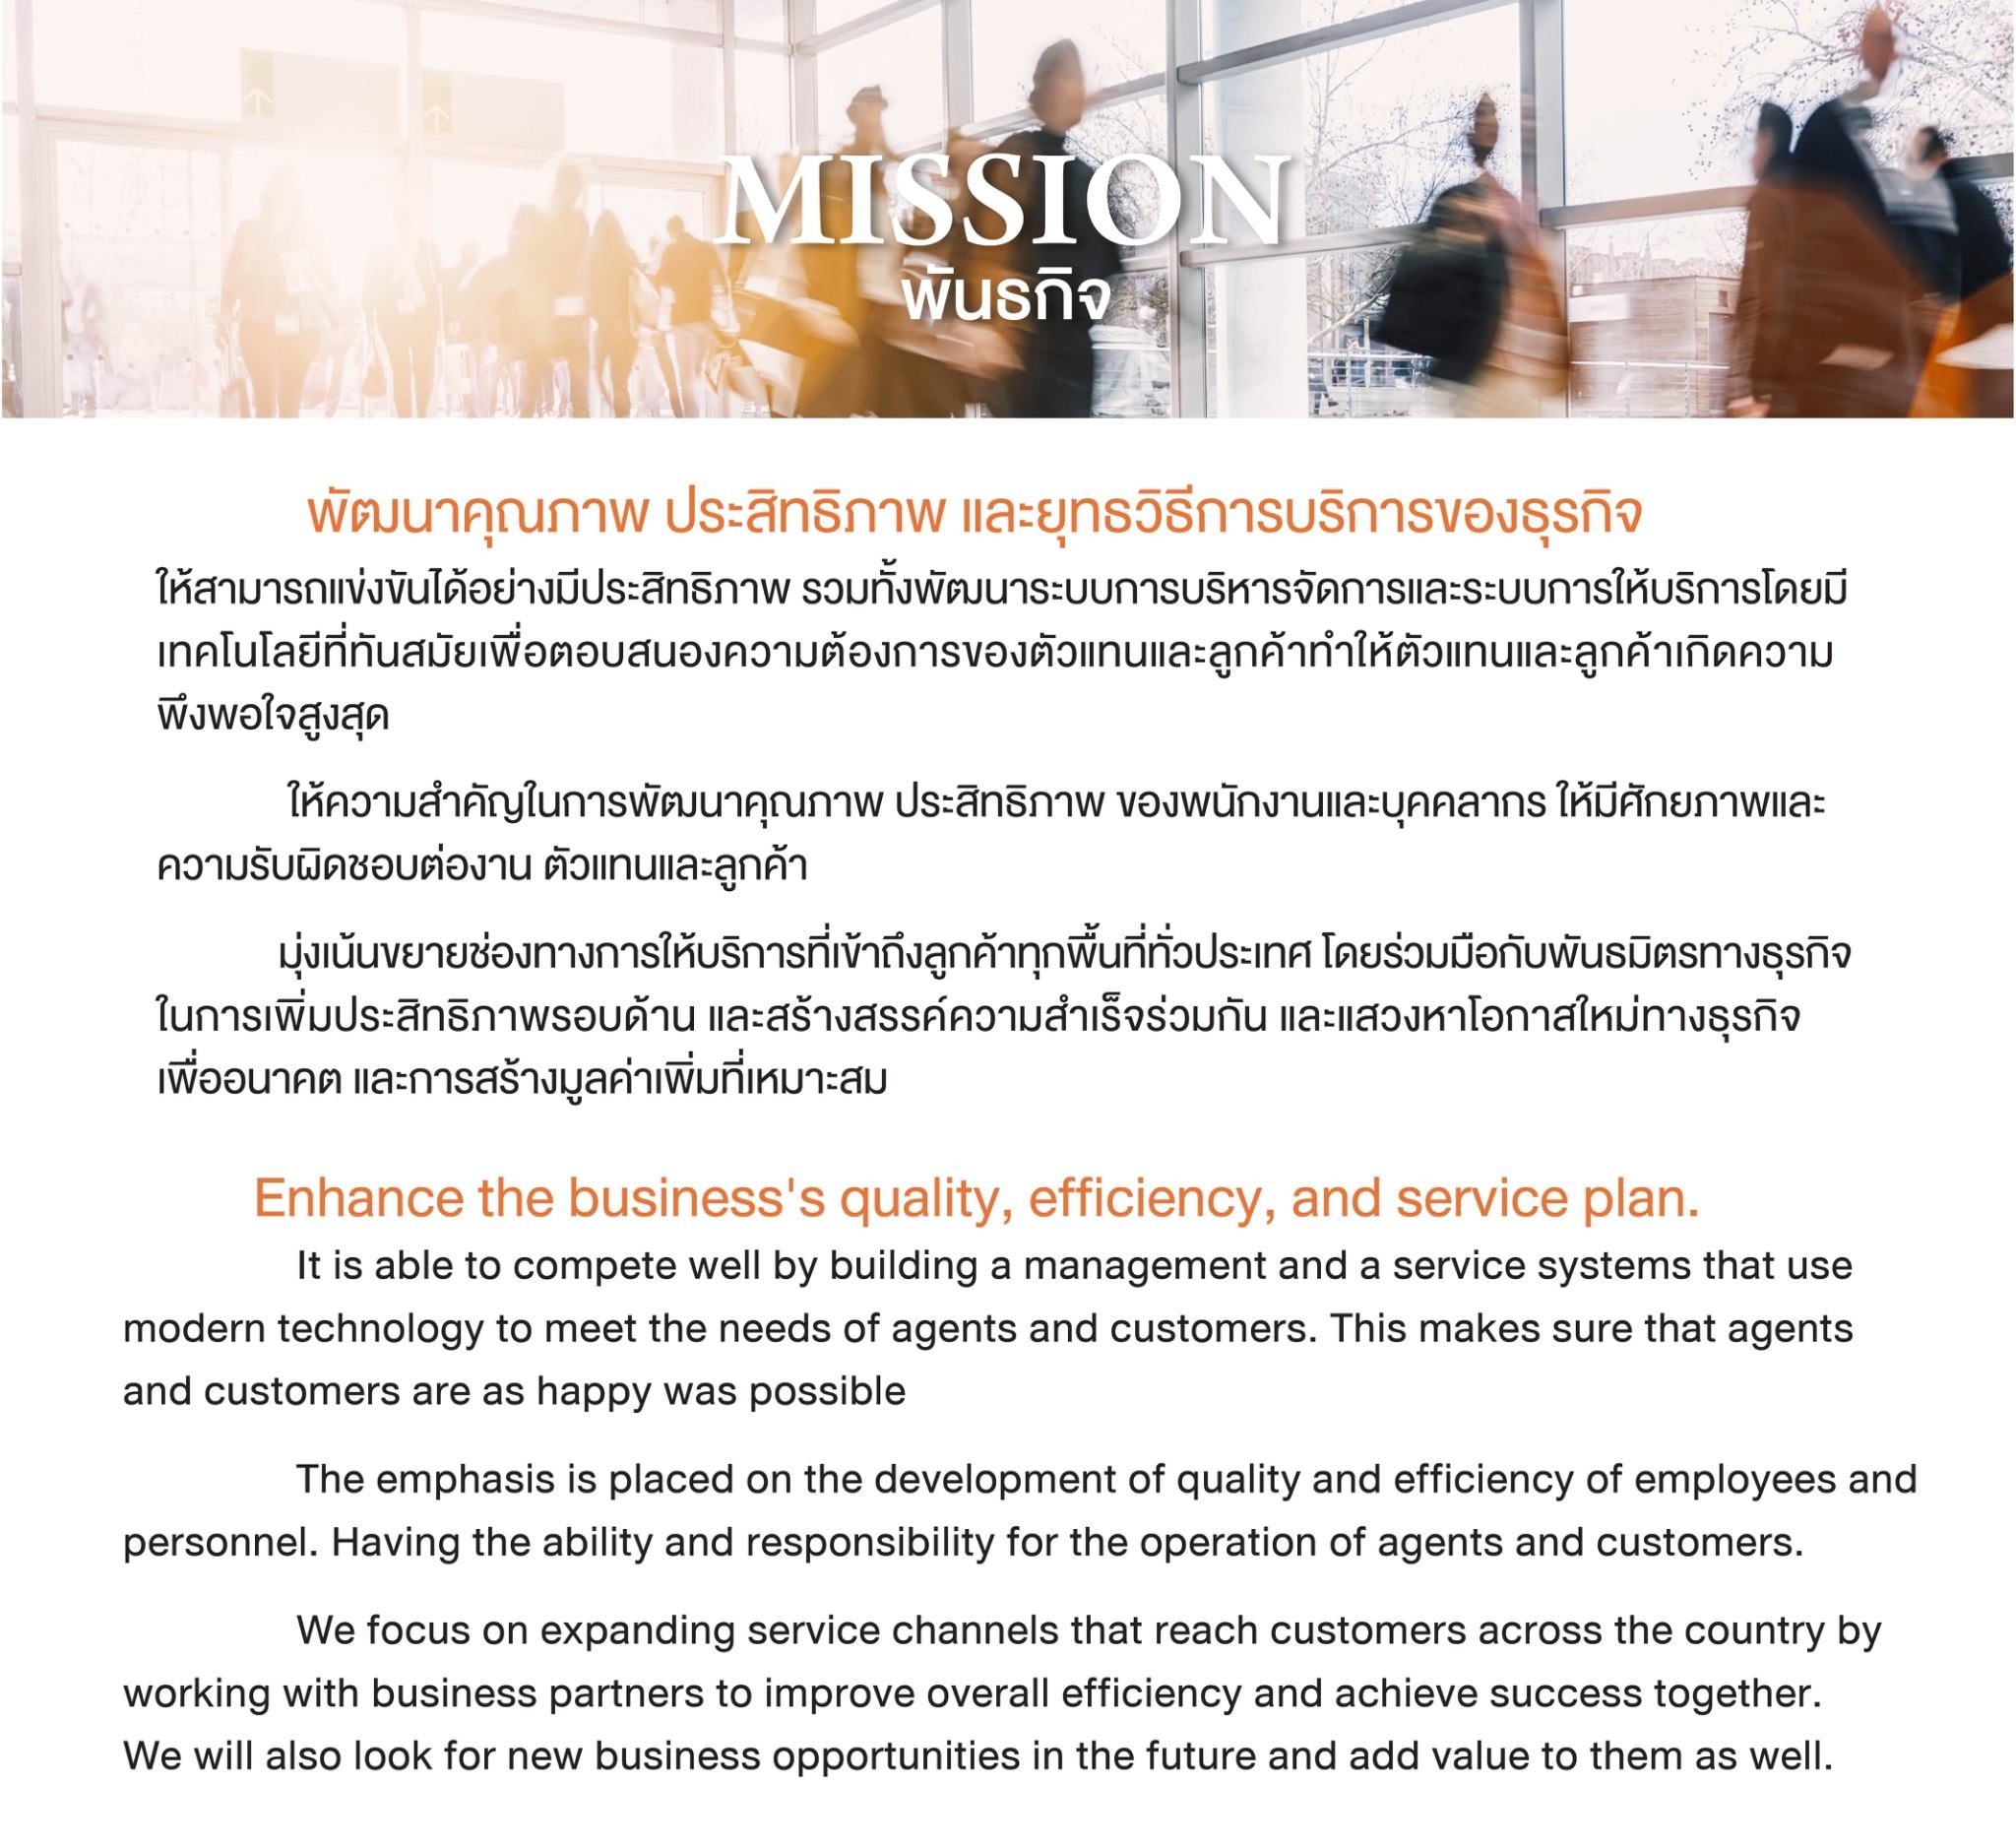 MISSION
พันธกิจ
พัฒนาคุณภาพ ประสิทธิภาพ และยุทธวิธีการบริการของธุรกิจ
ให้สามารถแข่งขันได้อย่างมีประสิทธิภาพ รวมทั้งพัฒนาระบบการบริหารจัดการและระบบการให้บริการโดยมี
เทคโนโลยีที่ทันสมัยเพื่อตอบสนองความต้องการของตัวแทนและลูกค้าทำให้ตัวแทนและลูกค้าเกิดความ
พึงพอใจสูงสุด
ให้ความสำคัญในการพัฒนาคุณภาพ ประสิทธิภาพ ของพนักงานและบุคคลากร ให้มีศักยภาพและ
ความรับผิดชอบต่องาน ตัวแทนและลูกค้า
มุ่งเน้นขยายช่องทางการให้บริการที่เข้าถึงลูกค้าทุกพื้นที่ทั่วประเทศ โดยร่วมมือกับพันธมิตรทางธุรกิจ
ในการเพิ่มประสิทธิภาพรอบด้าน และสร้างสรรค์ความสำเร็จร่วมกัน และแสวงหาโอกาสใหม่ทางธุรกิจ
เพื่ออนาคต และการสร้างมูลค่าเพิ่มที่เหมาะสม
Enhance the business's quality, efficiency, and service plan.
It is able to compete well by building a management and a service systems that use
modern technology to meet the needs of agents and customers. This makes sure that agents
and customers are as happy was possible
The emphasis is placed on the development of quality and efficiency of employees and
personnel. Having the ability and responsibility for the operation of agents and customers.
We focus on expanding service channels that reach customers across the country by
working with business partners to improve overall efficiency and achieve success together.
We will also look for new business opportunities in the future and add value to them as well.